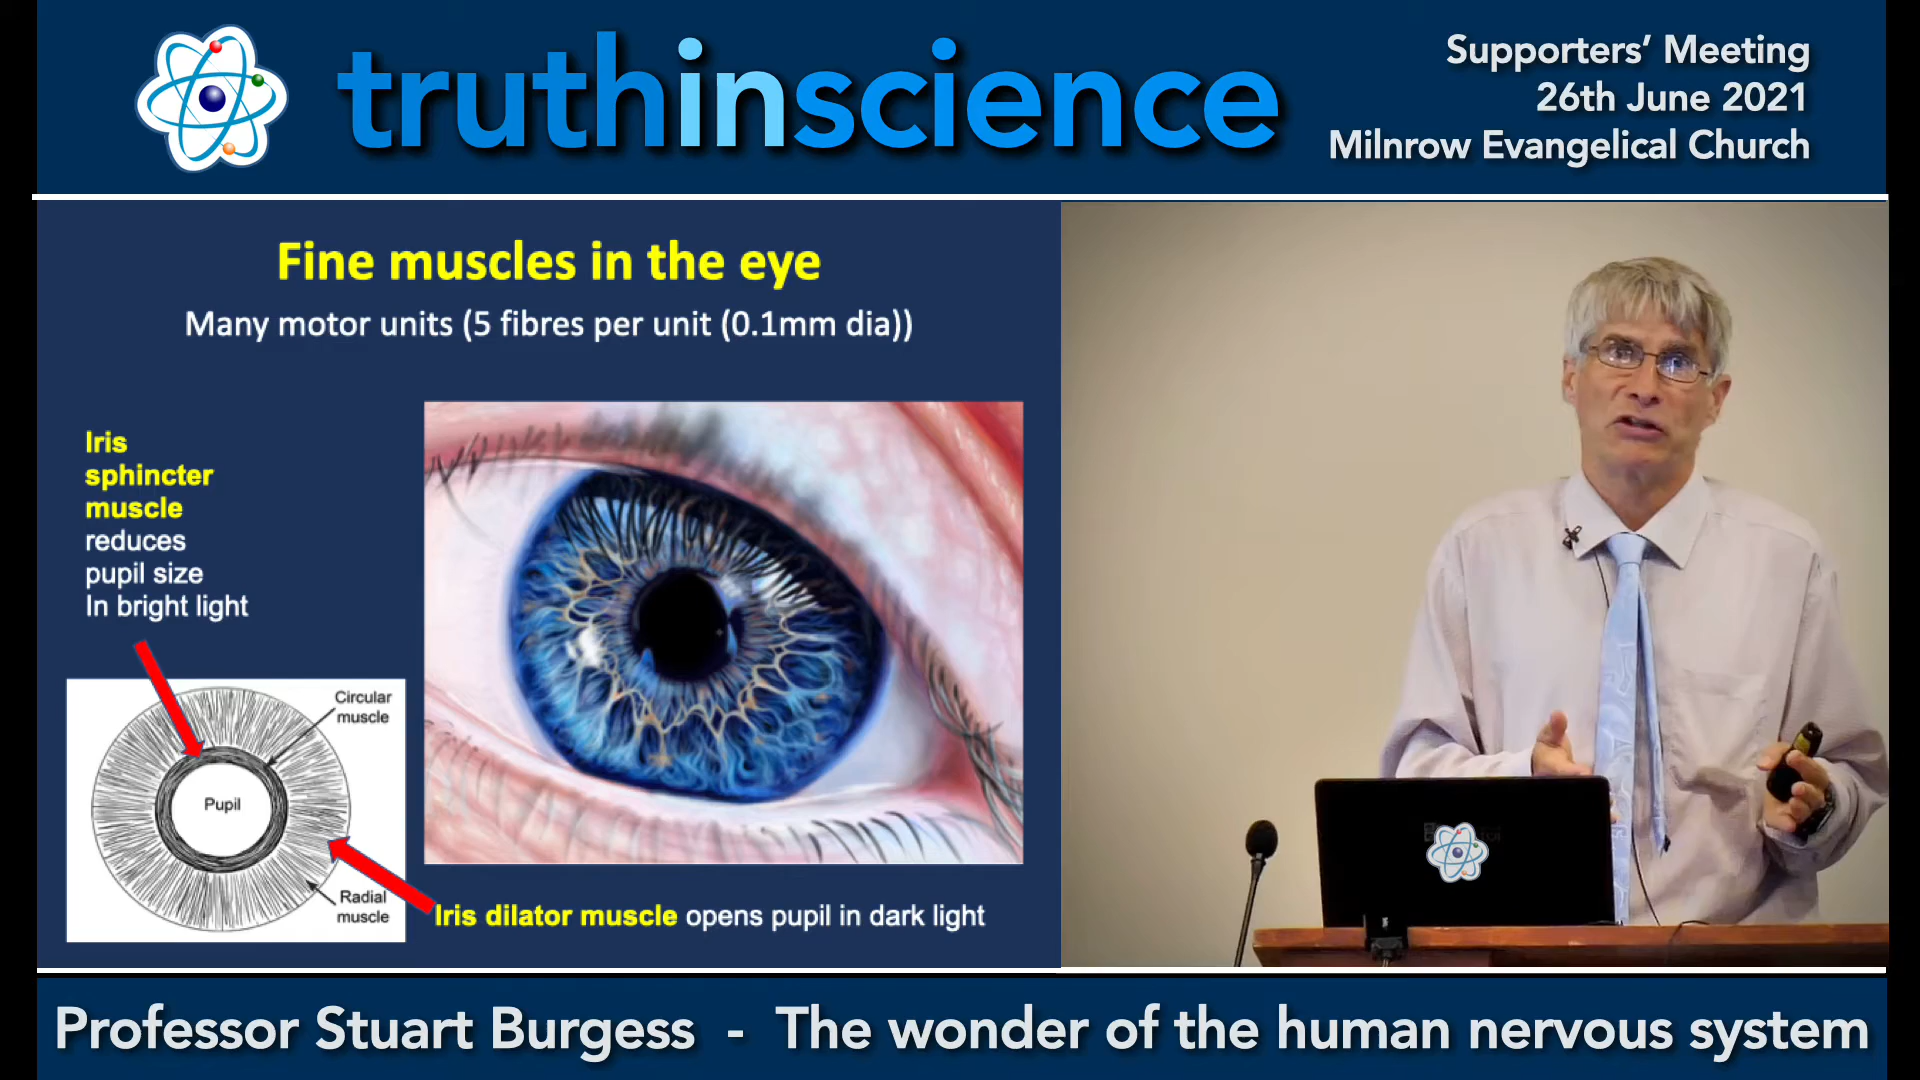 truthinscience
Supporters’ Meeting
26th June 2021
Milnrow Evangelical Church
Fine muscles in the eye
Many motor units (5 fibres per unit (0.1mm dia))
Iris
sphincter
muscle
reduces
pupil size
In bright light
Circular
muscle
Pupil
Radial
muscle
Iris dilator muscle opens pupil in dark light
Professor Stuart Burgess - The wonder of the human nervous system